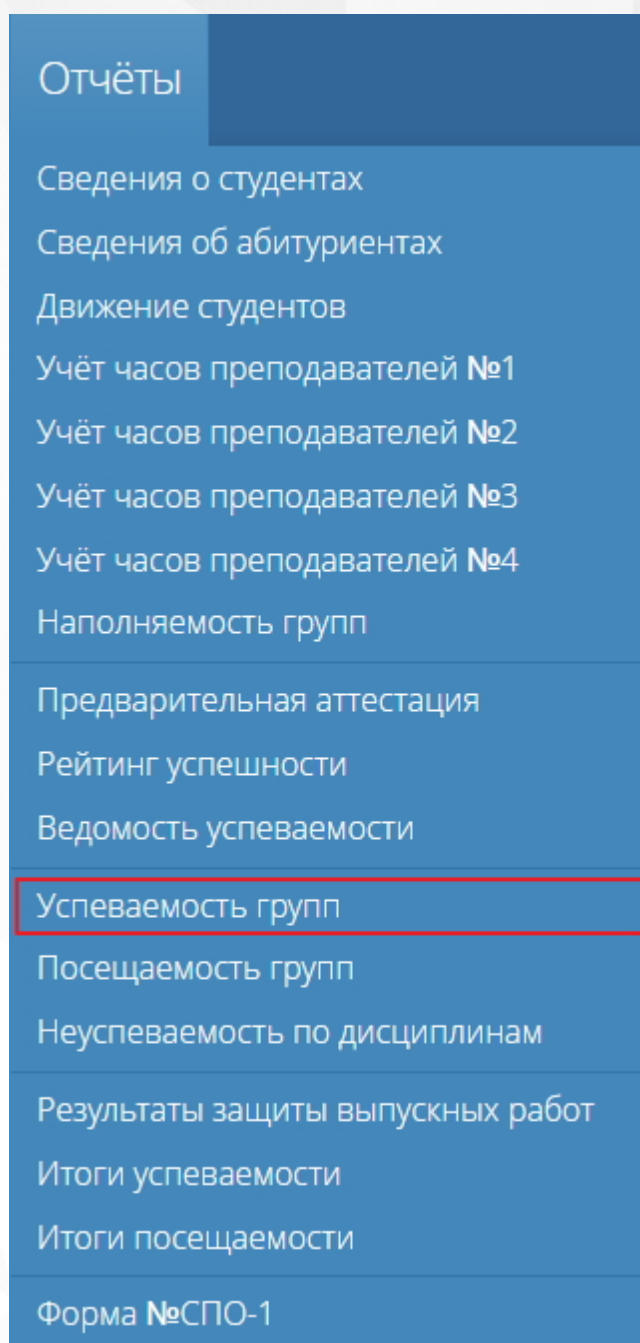 Отчёты
Сведения о студентах
Сведения об абитуриентах
Движение студентов
Учёт часов преподавателей №1
Учёт часов преподавателей №2
Учёт часов преподавателей №3
Учёт часов преподавателей №4
Наполняемость групп
Предварительная аттестация
Рейтинг успешности
Ведомость успеваемости
Успеваемость групп
Посещаемость групп
Неуспеваемость по дисциплинам
Результаты защиты выпускных работ
Итоги успеваемости
Итоги посещаемости
Форма №СПО-1